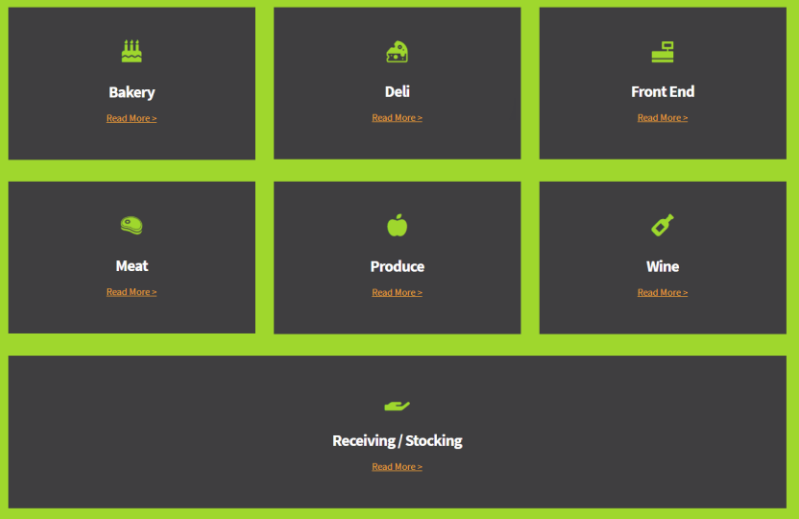 Bakery
Read More >
Deli
Read More >
Front End
Read More >
Meat
Read More >
Produce
Read More >
Wine
Read More >
Receiving / Stocking
Read More >